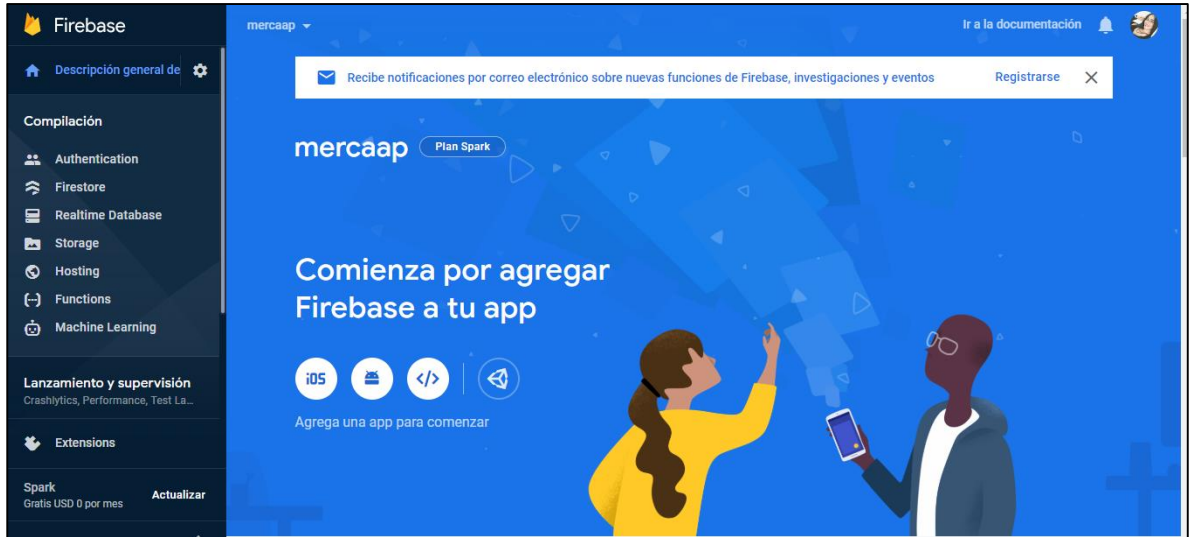 Firebase
mercaap
Ir a la documentación
Descripción general de
Recibe notificaciones por correo electrónico sobre nuevas funciones de Firebase, investigaciones y eventos
Registrarse
Compilación
Authentication
Firestore
Realtime Database
Storage
Hosting
Functions
Machine Learning
Lanzamiento y supervisión
Crashlytics, Performance, Test La...
Extensions
Spark
Gratis USD 0 por mes
Actualizar
mercaap
Plan Spark
Comienza por agregar
Firebase a tu app
iOS
Agrega una app para comenzar